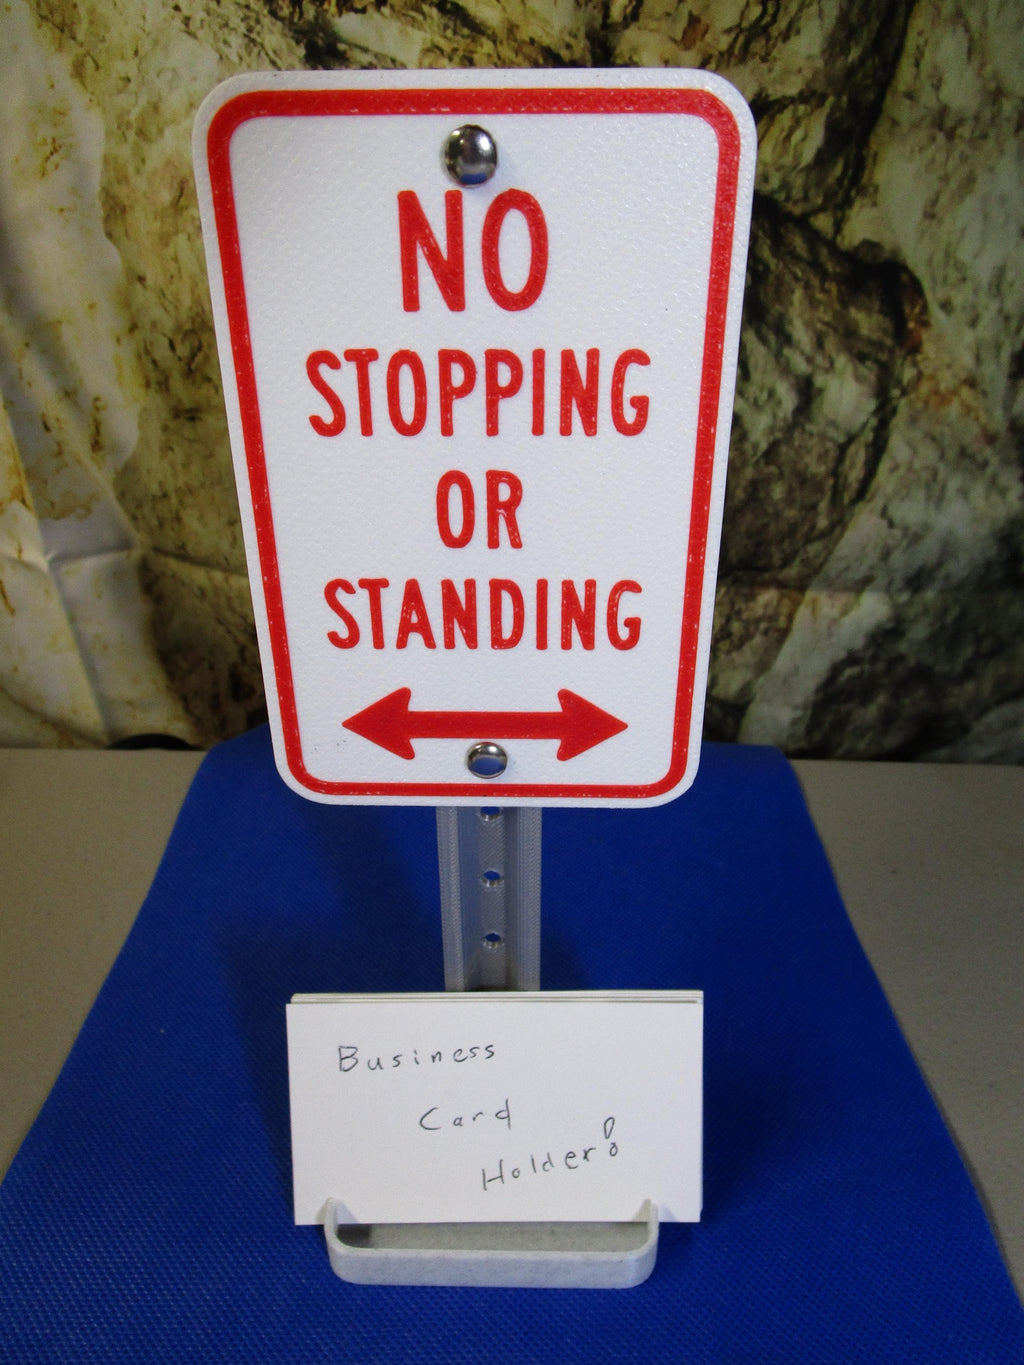 NO
STOPPING
OR
STANDING
Business
Card
Holder!